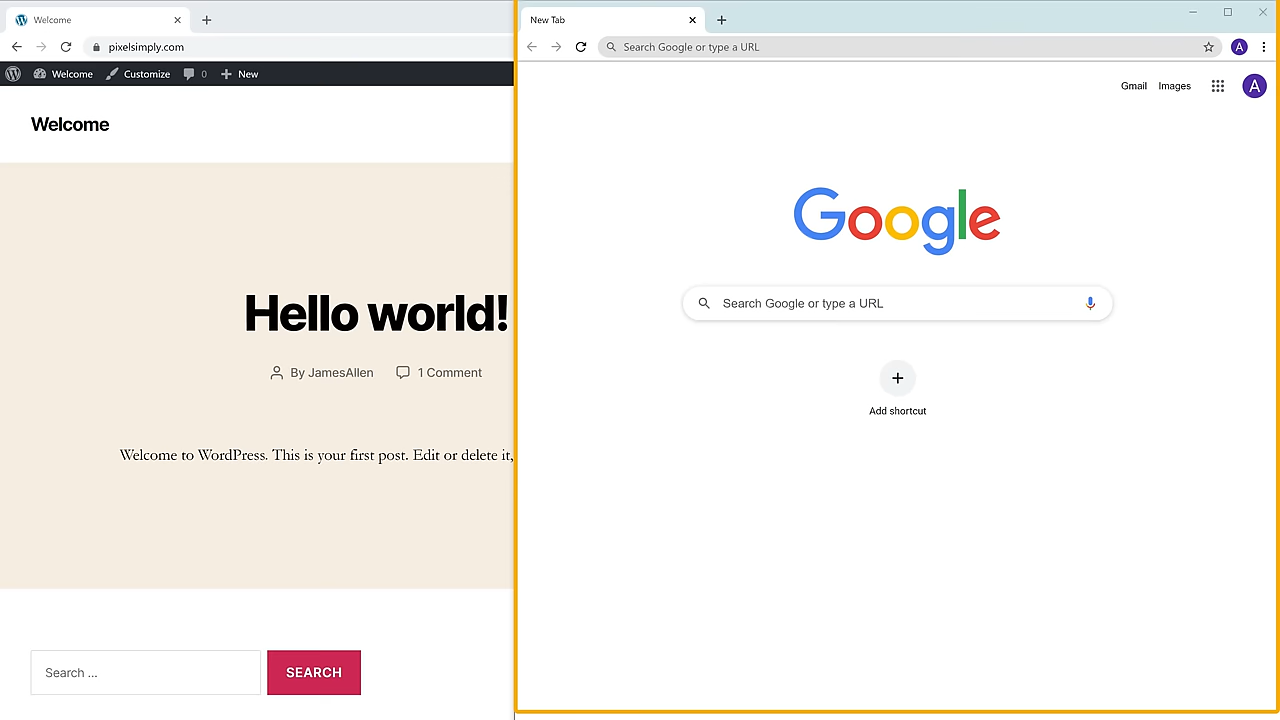 Welcome
pixelsimply.com
Welcome Customize 0 New
Welcome
Hello world!
By JamesAllen 1 Comment
Welcome to WordPress. This is your first post. Edit or delete it,
Search ...
SEARCH
New Tab
Search Google or type a URL
A
Gmail Images
A
Google
Search Google or type a URL
Add shortcut